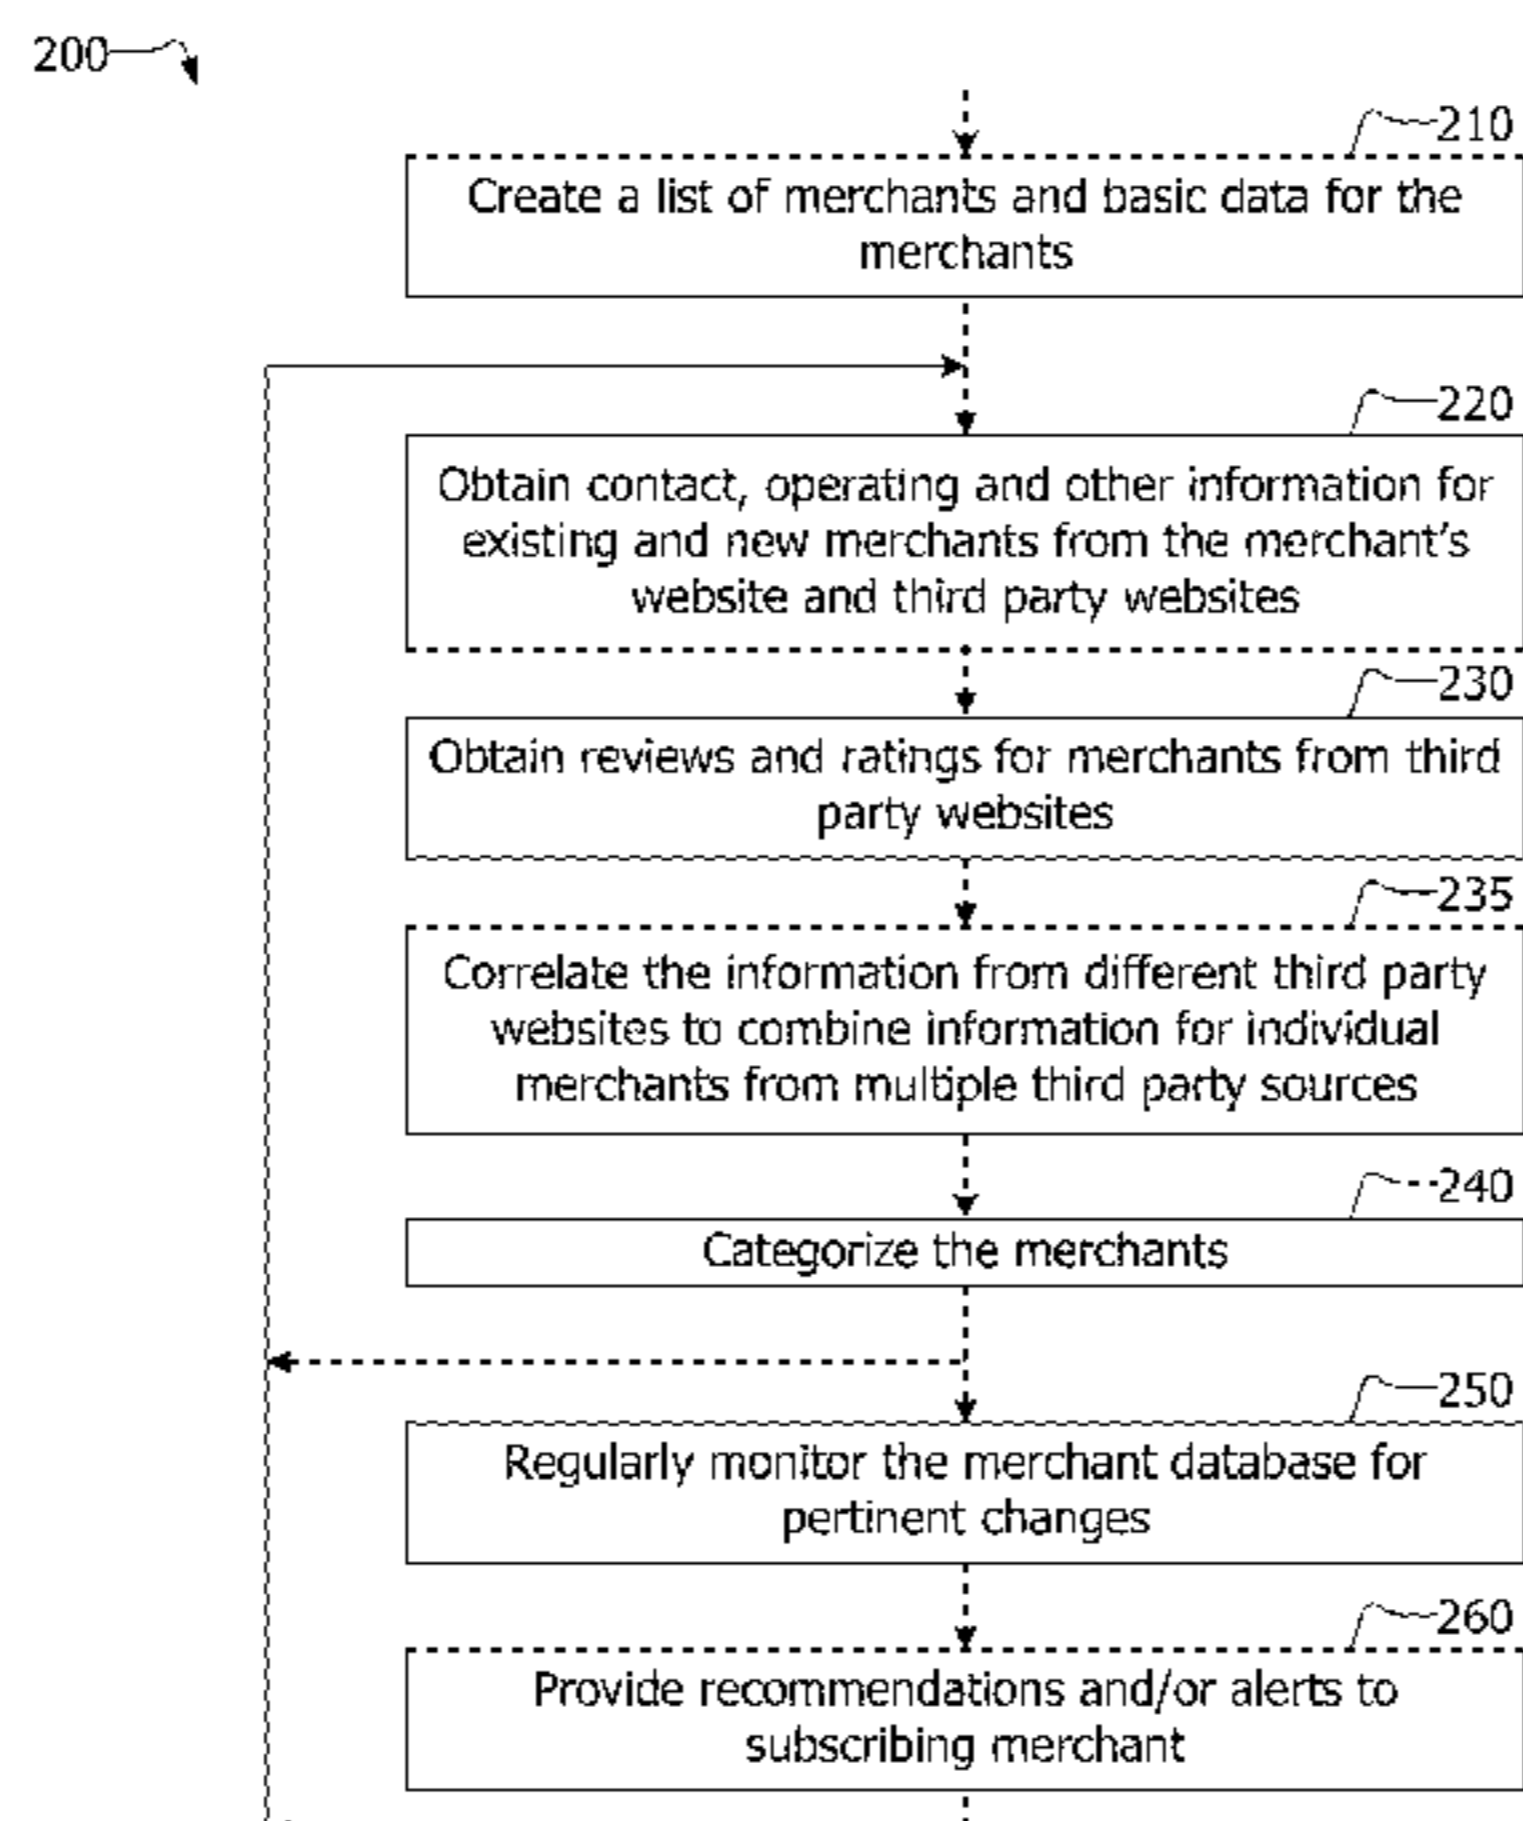 200
210
Create a list of merchants and basic data for the
merchants
220
Obtain contact, operating and other information for
existing and new merchants from the merchant's
website and third party websites
230
Obtain reviews and ratings for merchants from third
party websites
235
Correlate the information from different third party
websites to combine information for individual
merchants from multiple third party sources
240
Categorize the merchants
250
Regularly monitor the merchant database for
pertinent changes
260
Provide recommendations and/or alerts to
subscribing merchant